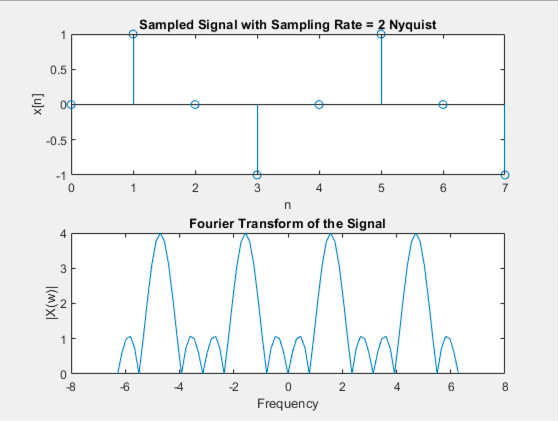 Sampled Signal with Sampling Rate = 2 Nyquist
1
0.5
0
-0.5
-1
x[n]
0 1 2 3 4 5 6 7
n
Fourier Transform of the Signal
4
3
2
1
0
|X(w)|
-8 -6 -4 -2 0 2 4 6 8
Frequency